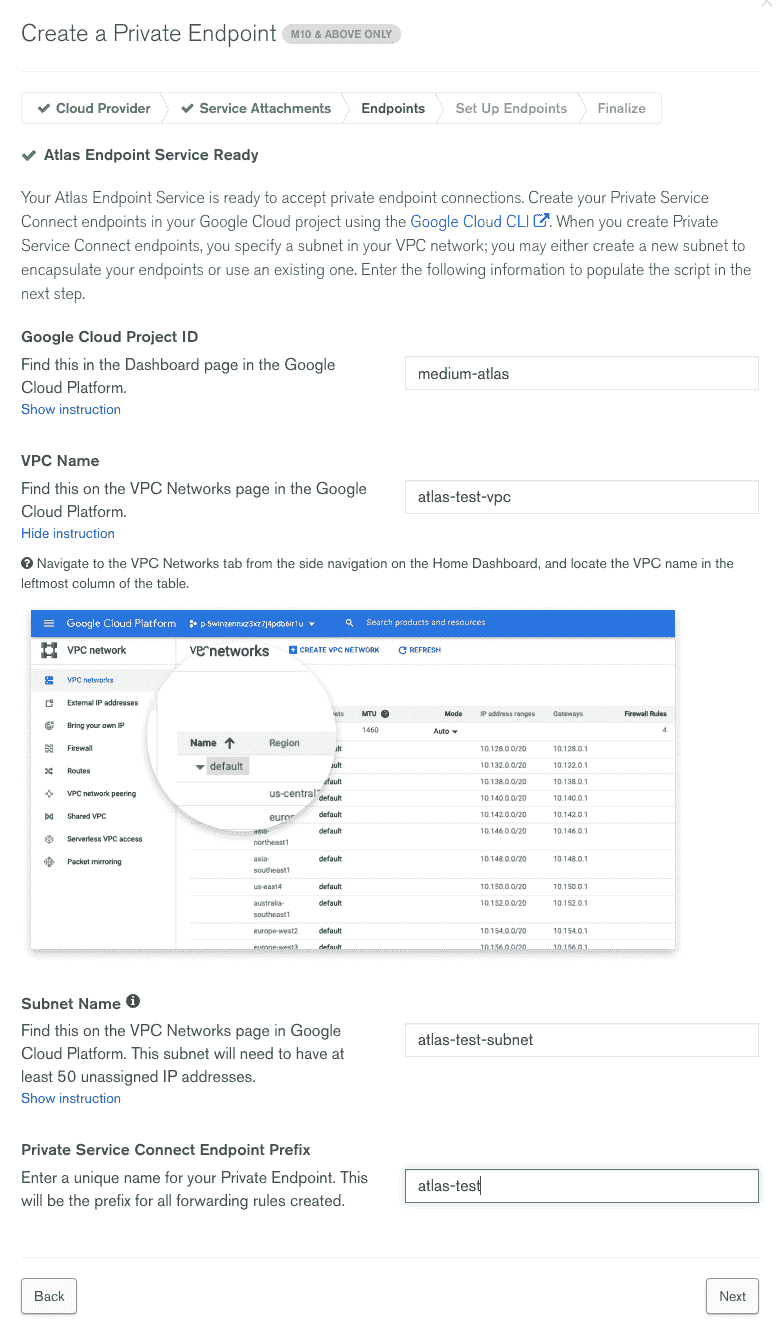 Create a Private Endpoint M10 & ABOVE ONLY
Cloud Provider Service Attachments Endpoints Set Up Endpoints Finalize
Atlas Endpoint Service Ready
Your Atlas Endpoint Service is ready to accept private endpoint connections. Create your Private Service
Connect endpoints in your Google Cloud project using the Google Cloud CLI. When you create Private
Service Connect endpoints, you specify a subnet in your VPC network; you may either create a new subnet to
encapsulate your endpoints or use an existing one. Enter the following information to populate the script in the
next step.
Google Cloud Project ID
Find this in the Dashboard page in the Google
Cloud Platform.
Show instruction
medium-atlas
VPC Name
Find this on the VPC Networks page in the Google
Cloud Platform.
Hide instruction
atlas-test-vpc
Navigate to the VPC Networks tab from the side navigation on the Home Dashboard, and locate the VPC name in the
leftmost column of the table.
Google Cloud Platform Search products and resources
VPC network
VPC networks
External IP addresses
Bring your own IP
Firewall
Routes
VPC network peering
Shared VPC
Serverless VPC access
Packet mirroring
networks CREATE VPC NETWORK REFRESH
Name Region MTU Mode IP address ranges Gateways Firewall Rules
default 1460 Auto 4
us-central 10.128.0.0/20 10.128.0.1
10.132.0.0/20 10.132.0.1
10.138.0.0/20 10.138.0.1
default 10.140.0.0/20 10.140.0.1
default 10.142.0.0/20 10.142.0.1
asia-
northeast1 default 10.146.0.0/20 10.146.0.1
asia-
southeast1 default 10.148.0.0/20 10.148.0.1
us-east4 default 10.150.0.0/20 10.150.0.1
australia-
southeast1 default 10.152.0.0/20 10.152.0.1
europe-west2 default 10.154.0.0/20 10.154.0.1
europe-west3 default 10.156.0.0/20 10.156.0.1
Subnet Name
Find this on the VPC Networks page in Google
Cloud Platform. This subnet will need to have at
least 50 unassigned IP addresses.
Show instruction
atlas-test-subnet
Private Service Connect Endpoint Prefix
Enter a unique name for your Private Endpoint. This
will be the prefix for all forwarding rules created.
atlas-test
Back Next